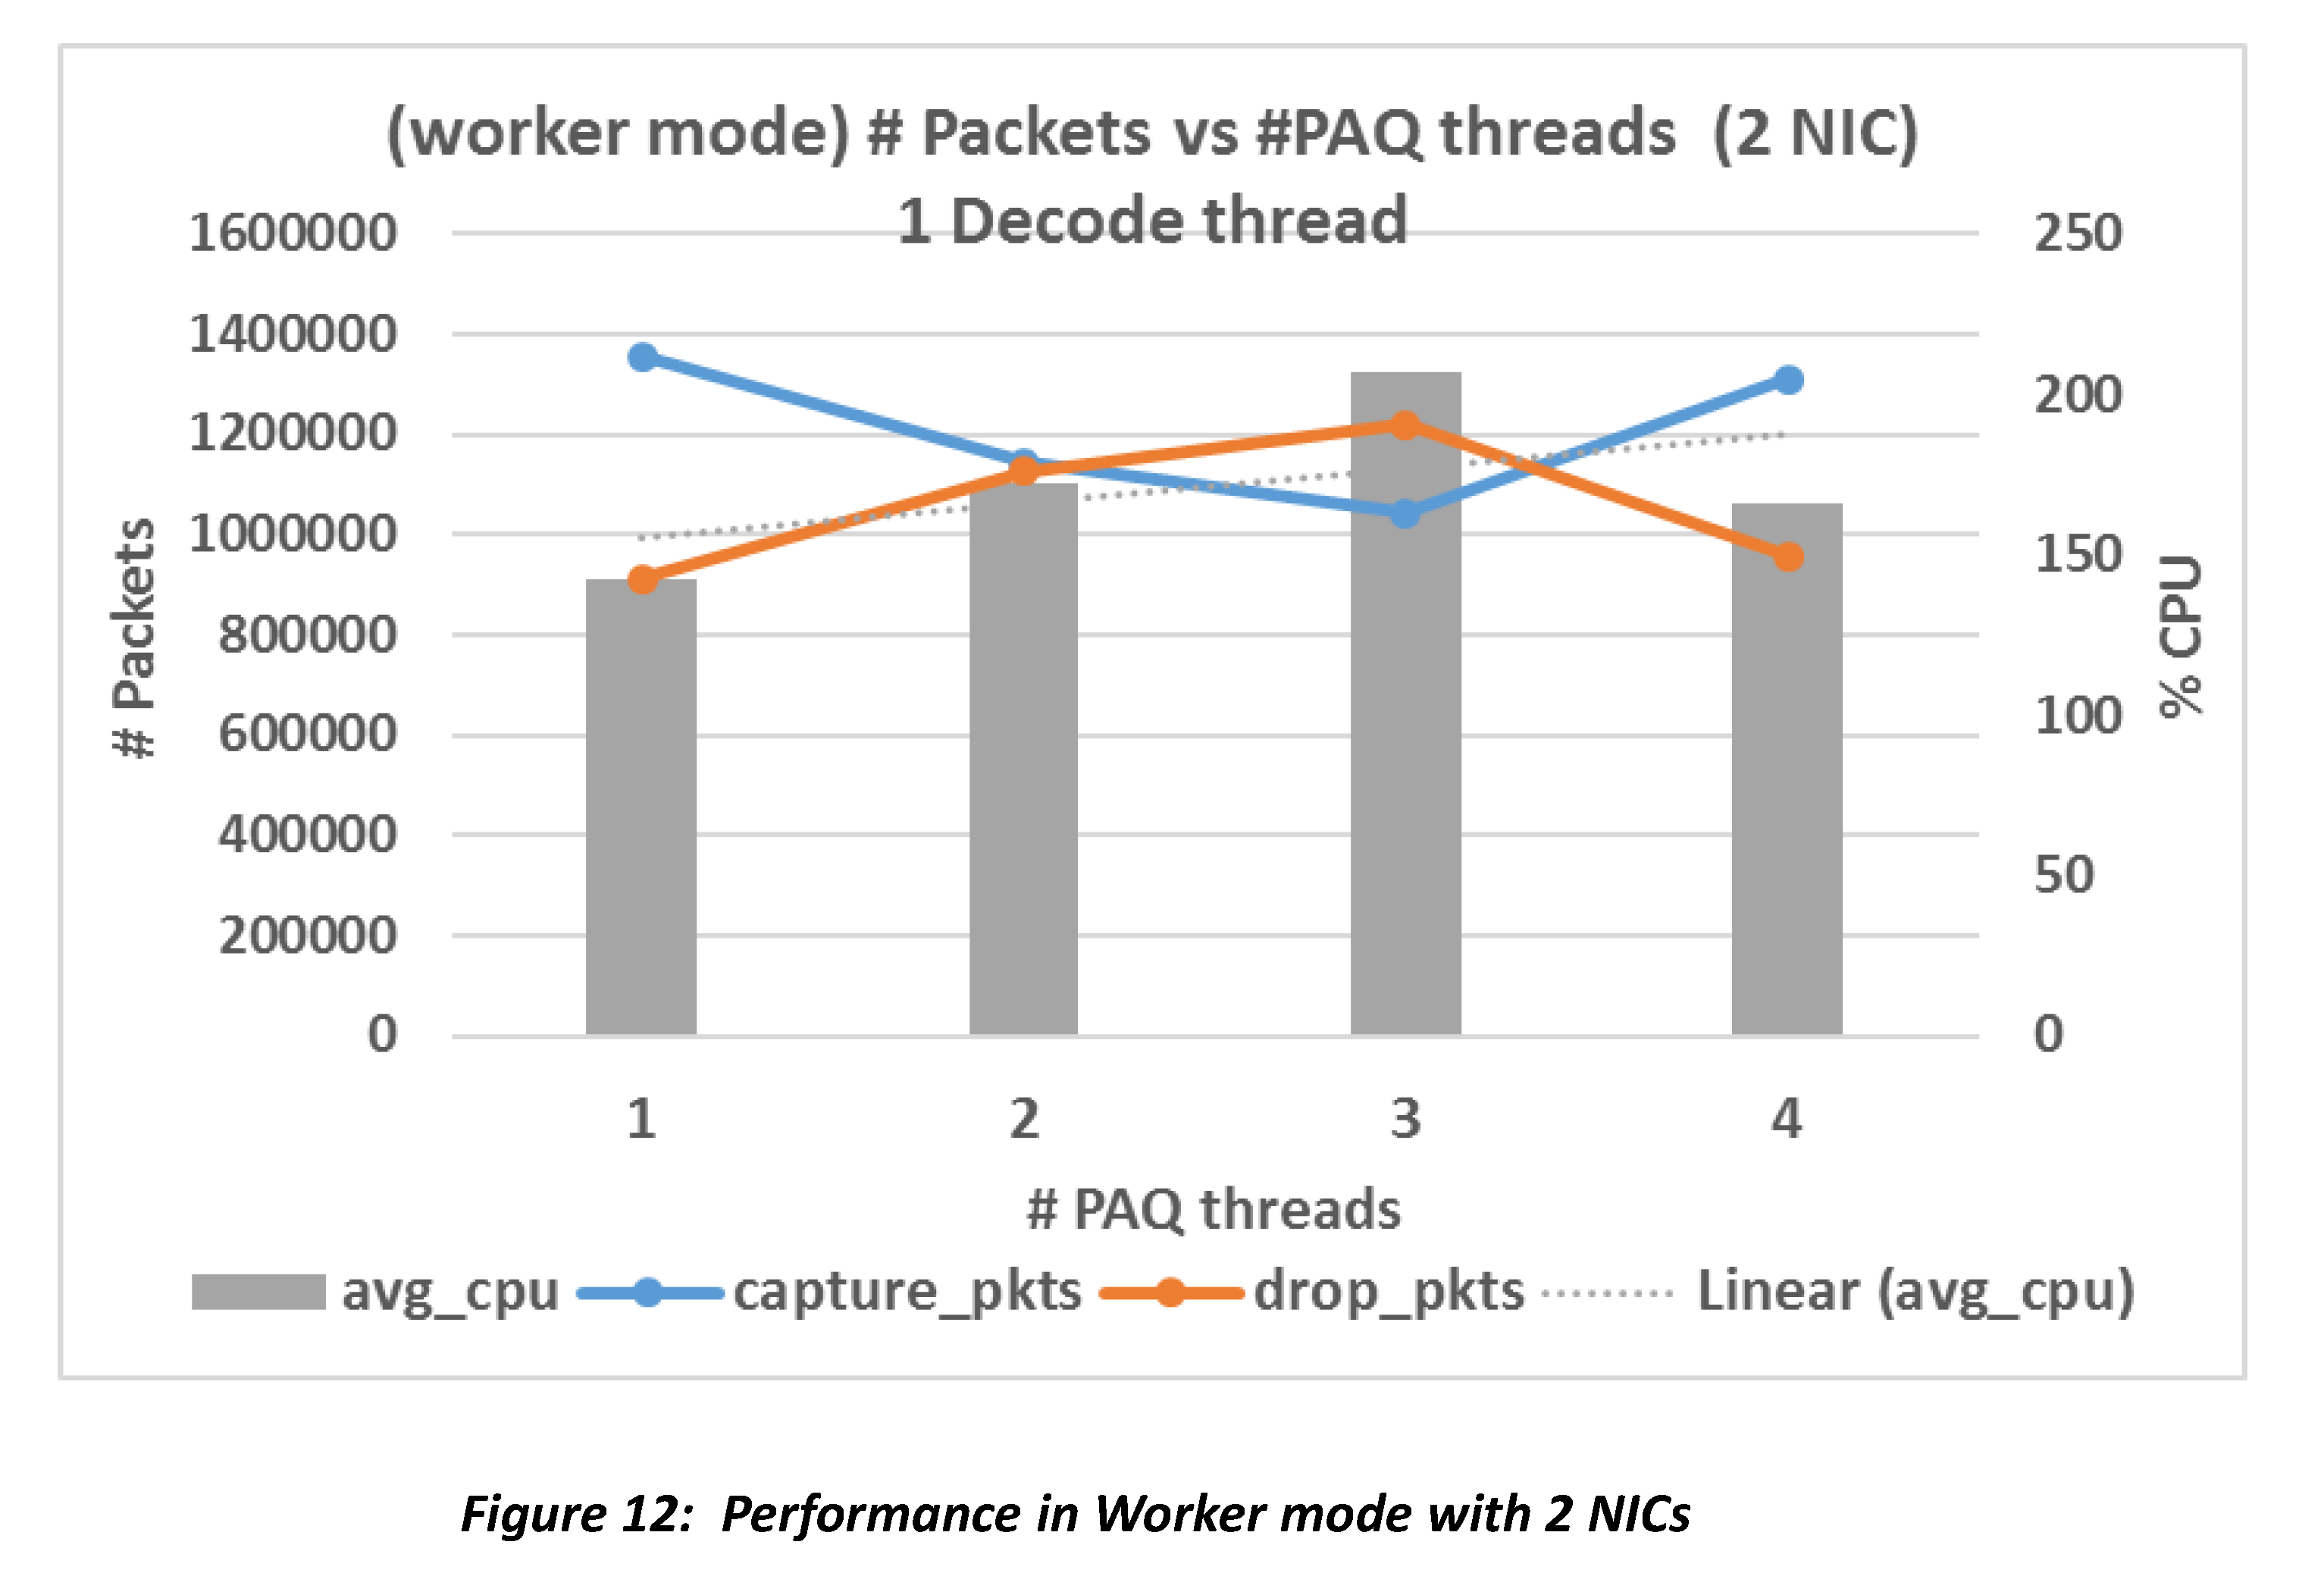 (worker mode) # Packets vs #PAQ threads (2 NIC)
1 Decode thread
1600000
1400000
1200000
1000000
800000
600000
400000
200000
0
# Packets
250
200
150
100
50
0
% CPU
1 2 3 4
# PAQ threads
avg_cpu capture_pkts drop_pkts Linear (avg_cpu)
Figure 12: Performance in Worker mode with 2 NICs